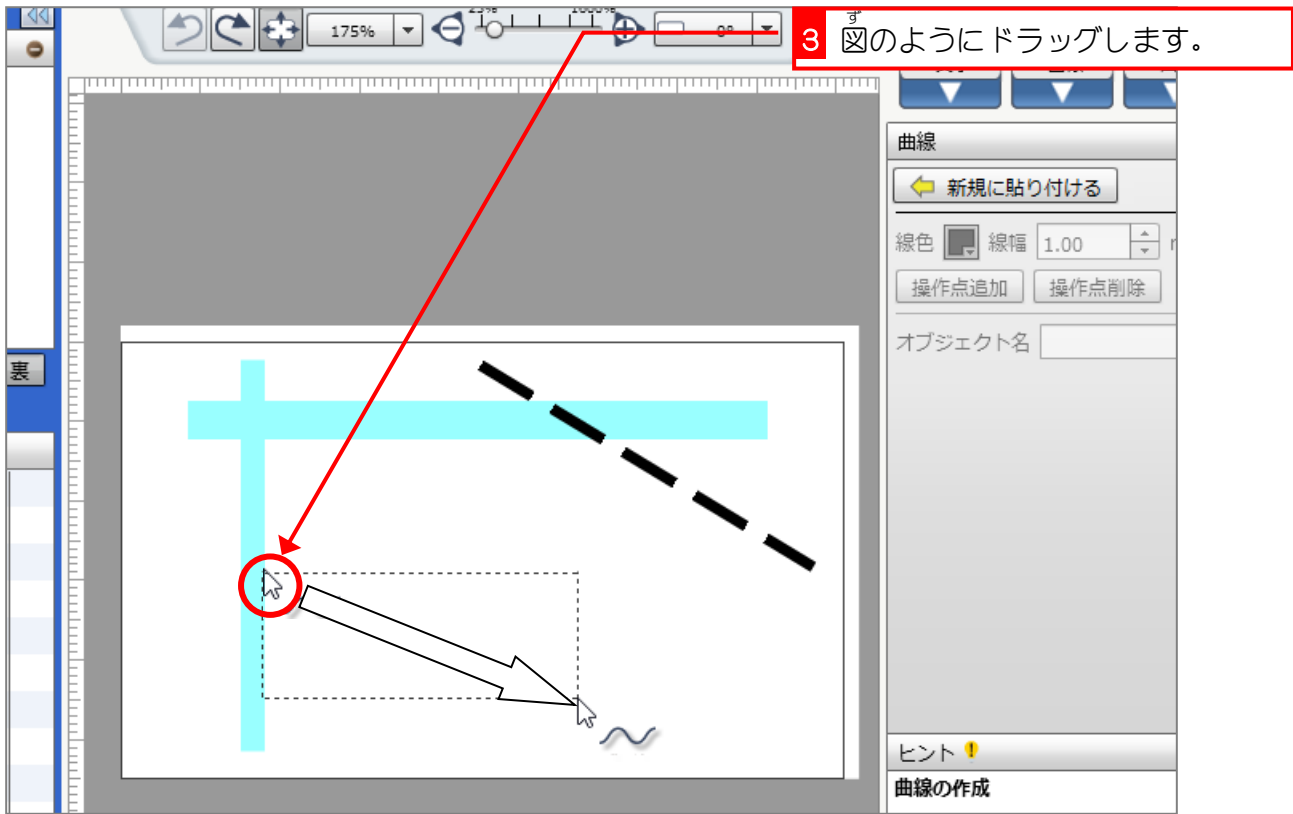 ず
3 図のようにドラッグします。
175%
25% 1000%
0°
曲線
新規に貼り付ける
線色 線幅 1.00
操作点追加 操作点削除
オブジェクト名
裏
ヒント
曲線の作成